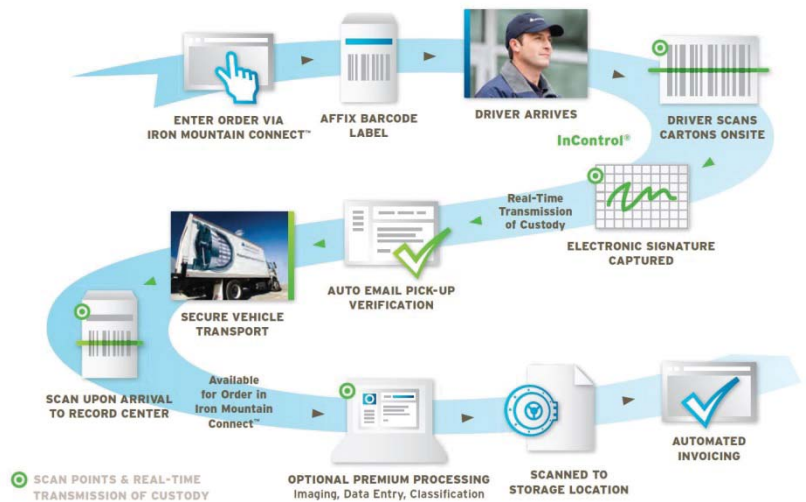 ENTER ORDER VIA
IRON MOUNTAIN CONNECT™
AFFIX BARCODE
LABEL
DRIVER ARRIVES
DRIVER SCANS
CARTONS ONSITE
InControl®
ELECTRONIC SIGNATURE
CAPTURED
Real-Time
Transmission
of Custody
AUTO EMAIL PICK-UP
VERIFICATION
SECURE VEHICLE
TRANSPORT
SCAN UPON ARRIVAL
TO RECORD CENTER
Available
for Order in
Iron Mountain
Connect™
OPTIONAL PREMIUM PROCESSING
Imaging, Data Entry, Classification
SCANNED TO
STORAGE LOCATION
AUTOMATED
INVOICING
SCAN POINTS & REAL-TIME
TRANSMISSION OF CUSTODY